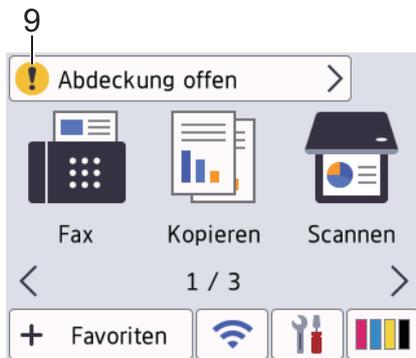 9
Abdeckung offen
Fax Kopieren Scannen
1 / 3
+ Favoriten